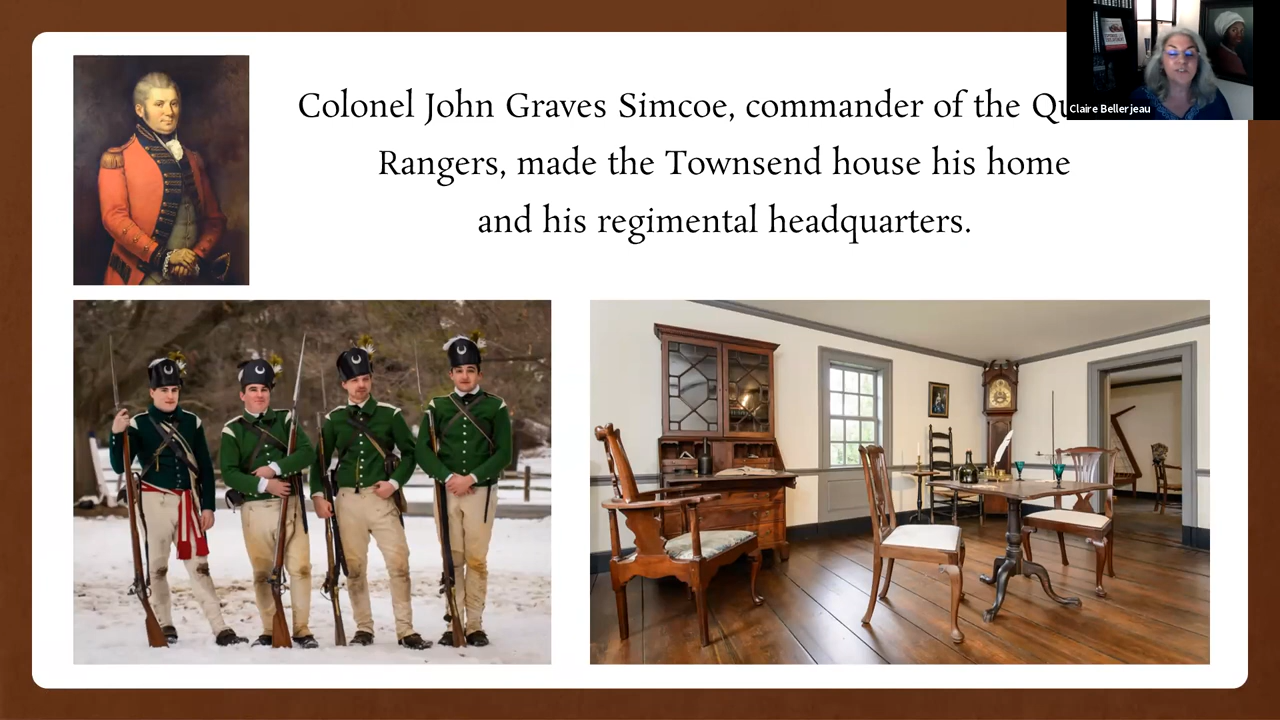 Colonel John Graves Simcoe, commander of the
Rangers, made the Townsend house his home
and his regimental headquarters.
Claire Bellerjeau